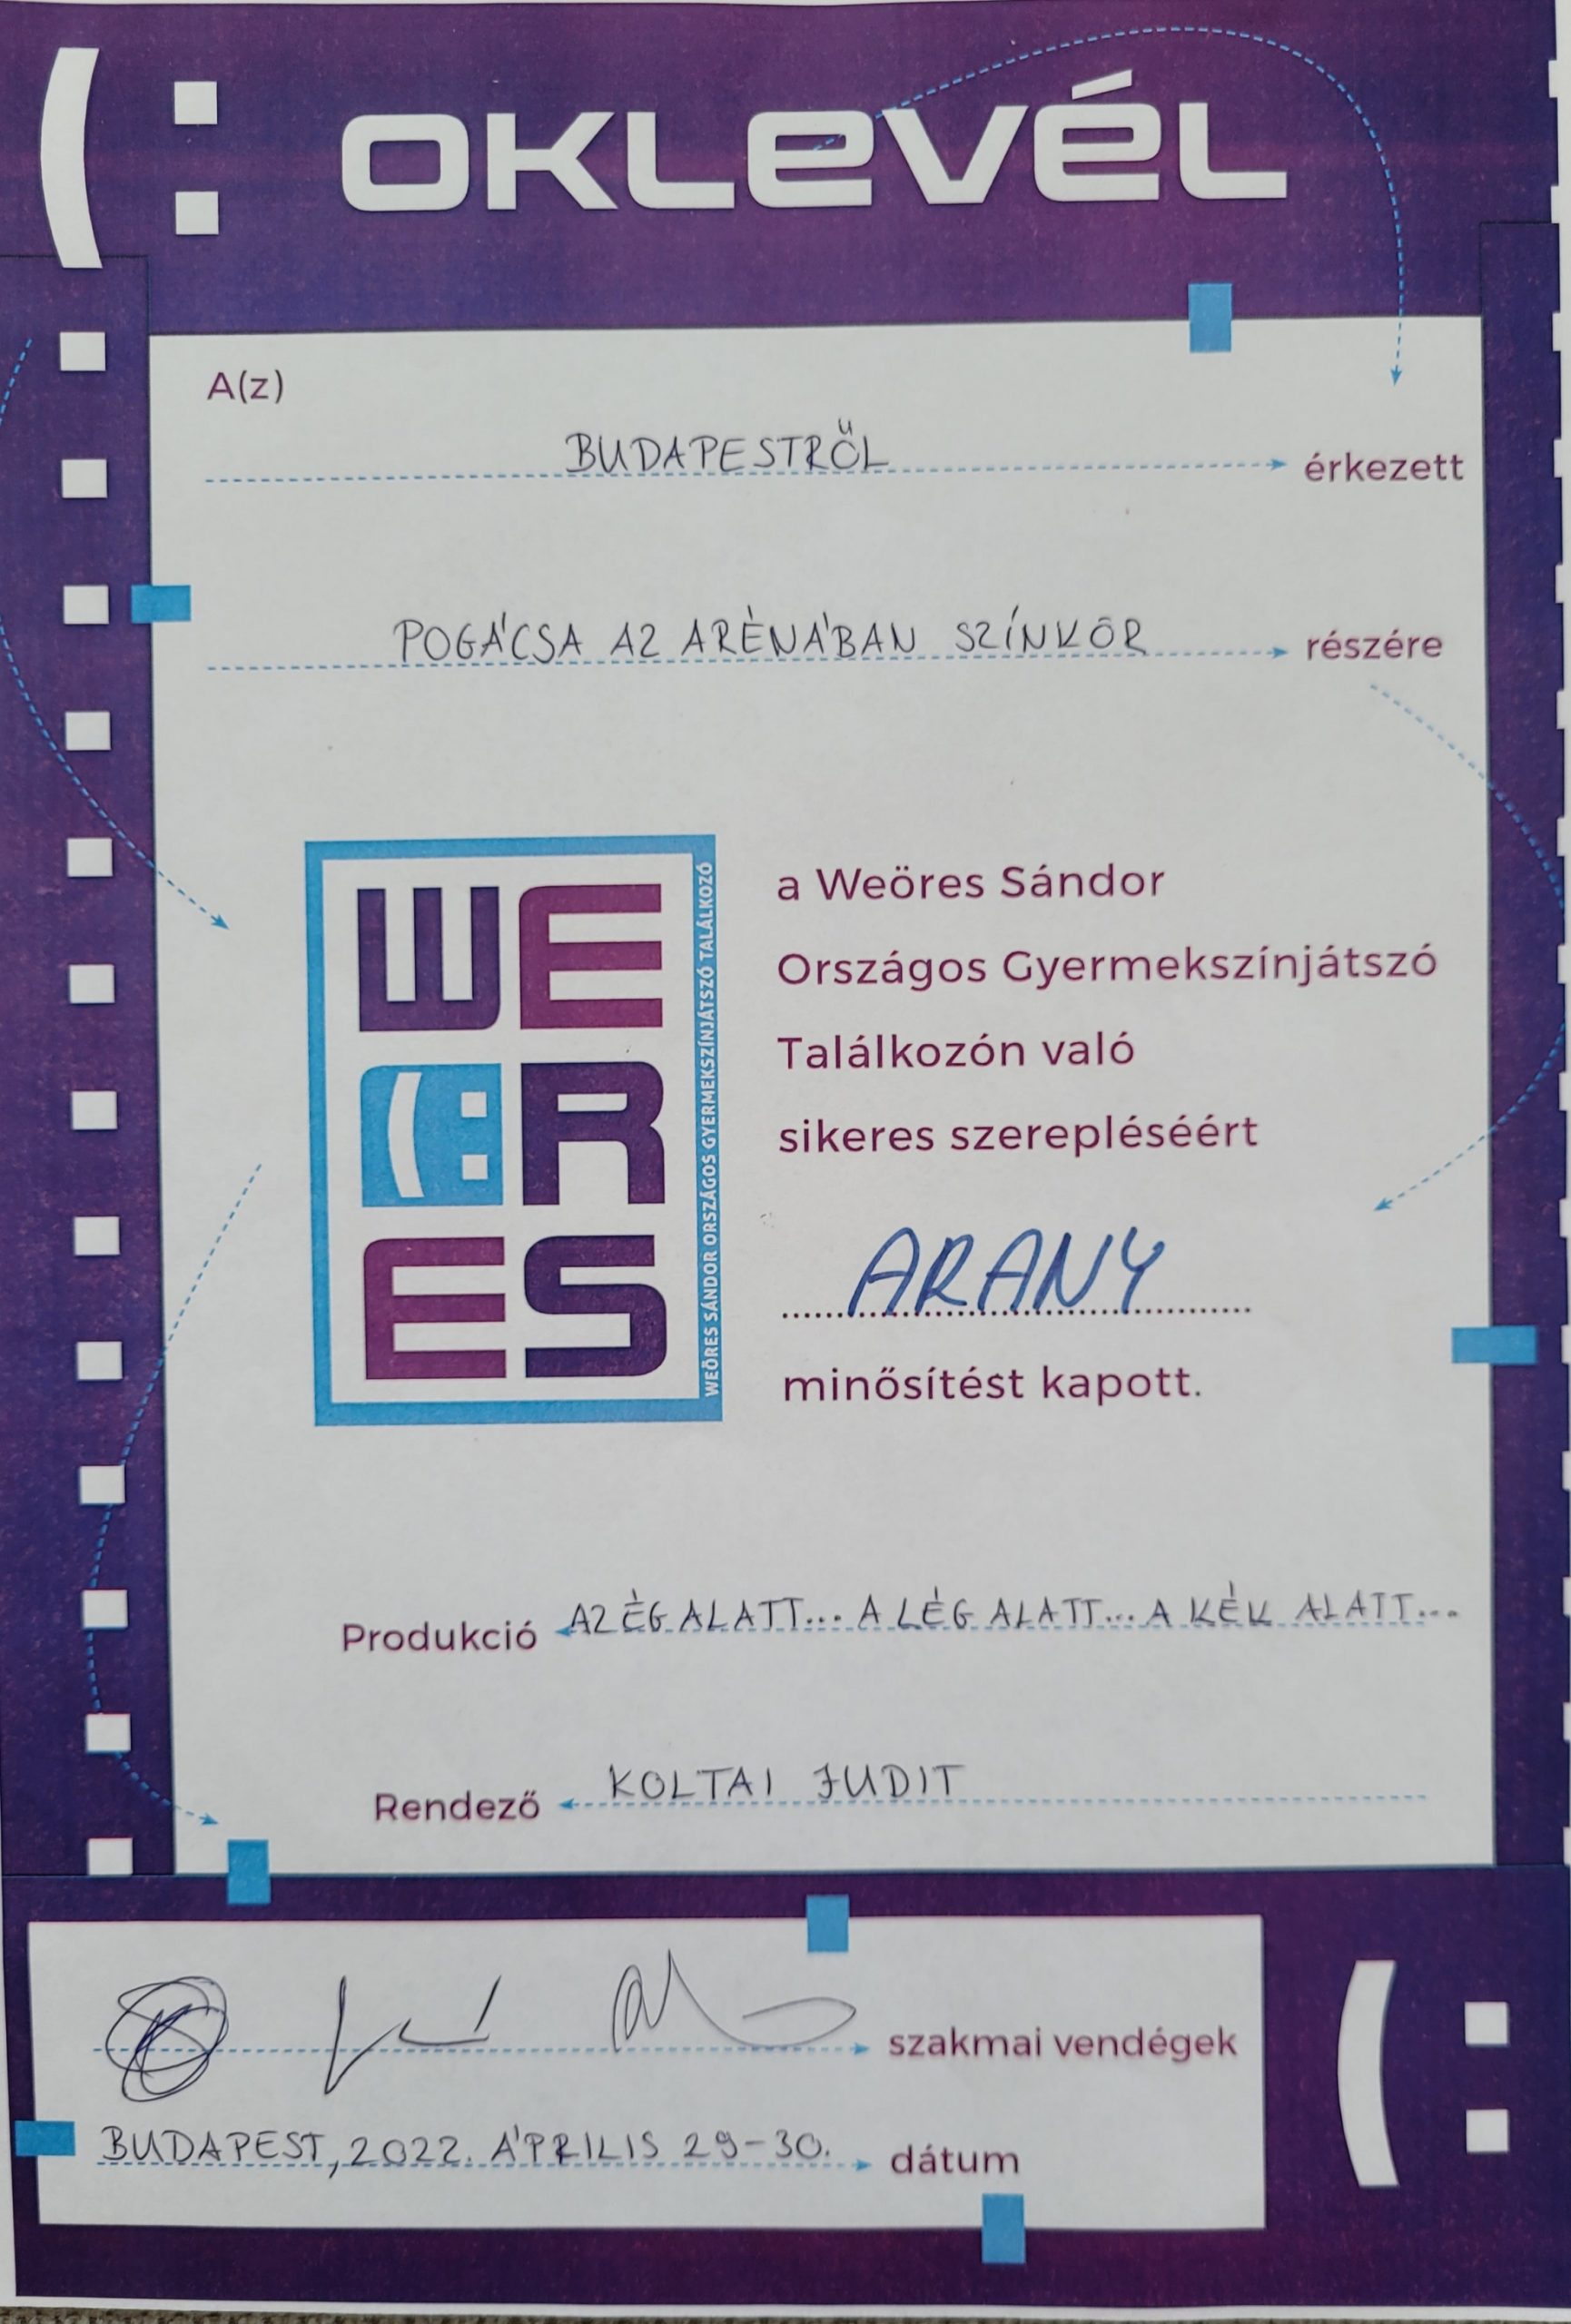 (: OKLEVÉL
A(z)
BUDAPESTRŐL érkezett
POGÁCSA AZ ARÉNÁBAN SZÍNKÖR részére
WE
(:R
ES
WEÖRES SÁNDOR ORSZÁGOS GYERMEKSZÍNJÁTSZÓ TALÁLKOZÓ
a Weöres Sándor
Országos Gyermekszínjátszó
Találkozón való
sikeres szerepléséért
ARANY
minősítést kapott.
Produkció AZ ÉG ALATT... A LÉG ALATT... A KÉK ALATT...
Rendező KOLTAI JUDIT
szakmai vendégek
BUDAPEST, 2022. ÁPRILIS 29-30. dátum
(: